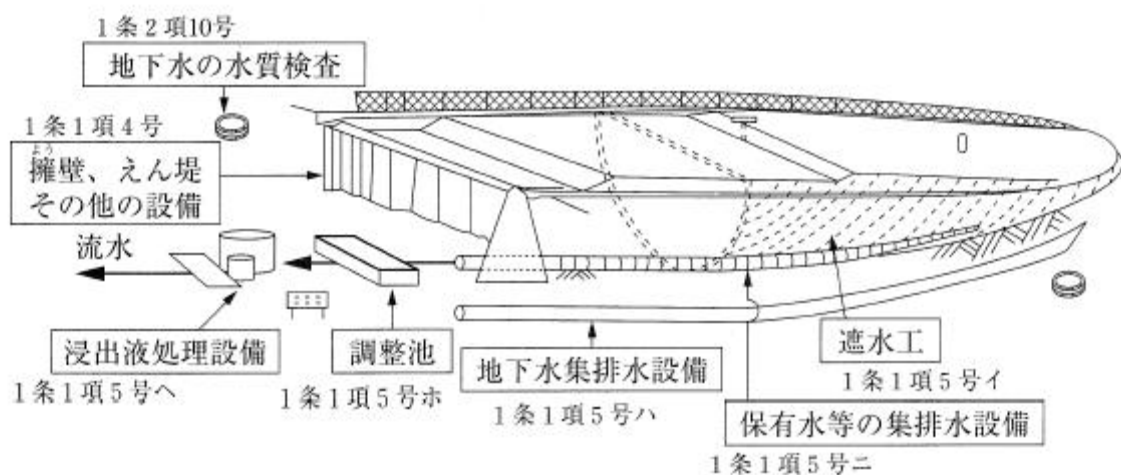 1条2項10号
地下水の水質検査
1条1項4号
よう
擁壁、えん堤
その他の設備
流水
浸出液処理設備
1条1項5号ヘ
調整池
1条1項5号ホ
地下水集排水設備
1条1項5号ハ
遮水工
1条1項5号イ
保有水等の集排水設備
1条1項5号ニ